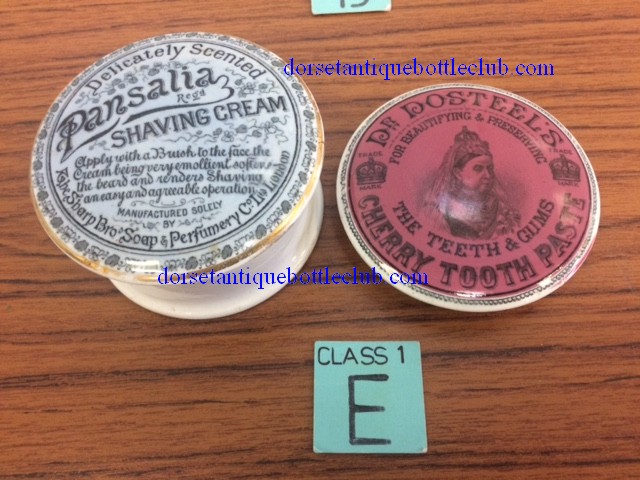 Delicately Scented
Pansalia
Regd
SHAVING CREAM
Apply with a Brush to the face, the
Cream being very emollient softens
the beard and renders Shaving
an easy and agreeable operation
MANUFACTURED SOLELY
BY
Sharp Bros Soap & Perfumery Co. Ltd London
DR DOSTEELS
FOR BEAUTIFYING & PRESERVING
TRADE MARK
TRADE MARK
THE TEETH & GUMS
CHERRY TOOTH PASTE
dorsetantiquebottleclub.com
dorsetantiquebottleclub.com
CLASS 1
E